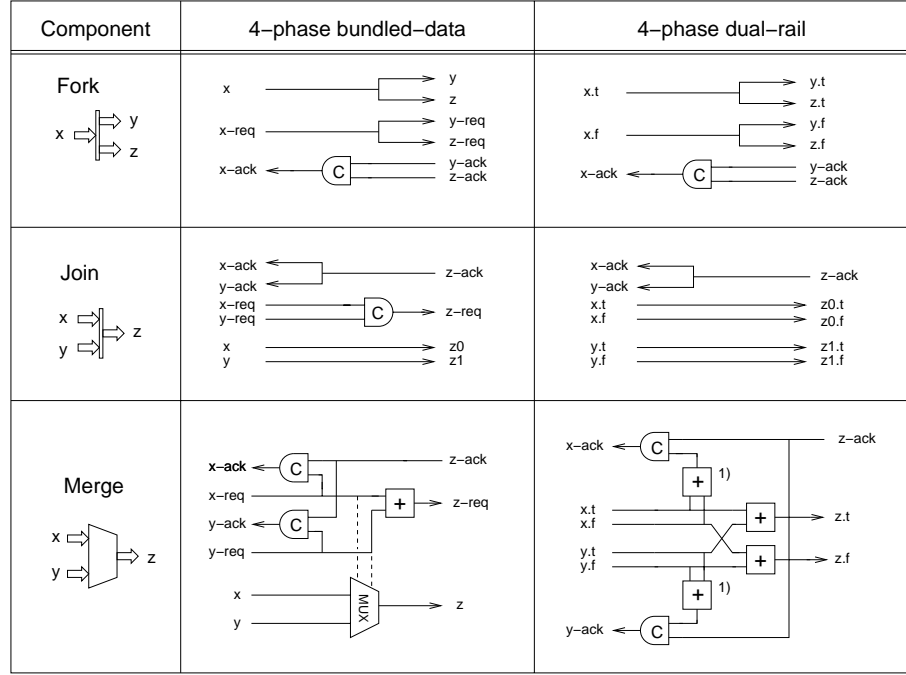 Component 4−phase bundled−data 4−phase dual−rail
Fork
x
y
z
x
y
z
x−req
y−req
z−req
x−ack
C
y−ack
z−ack
x.t
y.t
z.t
x.f
y.f
z.f
x−ack
C
y−ack
z−ack
Join
x
y
z
x−ack
y−ack
z−ack
x−req
y−req
C
z−req
x
z0
y
z1
x−ack
y−ack
z−ack
x.t
z0.t
x.f
z0.f
y.t
z1.t
y.f
z1.f
Merge
x
y
z
x−ack
C
z−ack
x−req
+
z−req
y−ack
C
y−req
x
y
MUX
z
x−ack
C
z−ack
+
1)
x.t
x.f
+
z.t
y.t
y.f
+
z.f
+
1)
y−ack
C